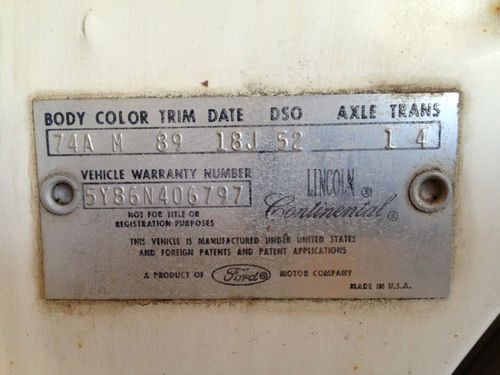 BODY COLOR TRIM DATE DSO AXLE TRANS
74A M 89 18J 52 1 4
VEHICLE WARRANTY NUMBER
5Y86N406797
NOT FOR TITLE OR
REGISTRATION PURPOSES
LINCOLN ®
Continental ®
THIS VEHICLE IS MANUFACTURED UNDER UNITED STATES
AND FOREIGN PATENTS AND PATENT APPLICATIONS
A PRODUCT OF Ford ® MOTOR COMPANY
MADE IN U.S.A.